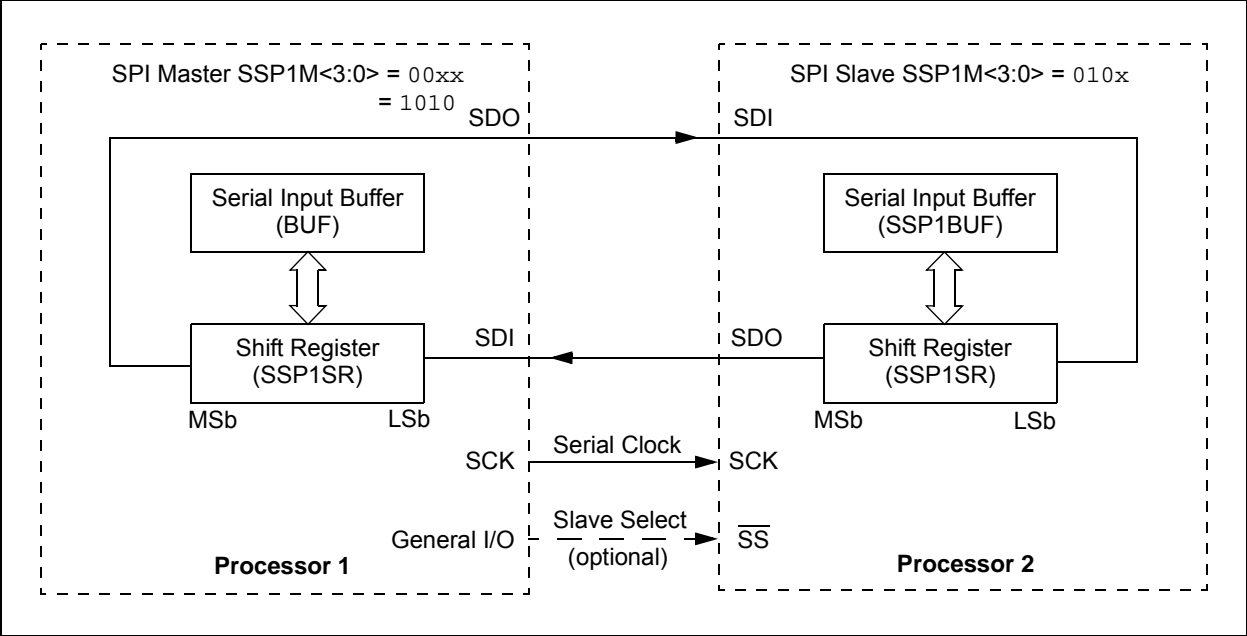 SPI Master SSP1M<3:0> = 00xx
= 1010
SPI Slave SSP1M<3:0> = 010x
SDO
SDI
Serial Input Buffer
(BUF)
Serial Input Buffer
(SSP1BUF)
Shift Register
(SSP1SR)
SDI
SDO
Shift Register
(SSP1SR)
MSb
LSb
MSb
LSb
SCK
Serial Clock
SCK
General I/O
Slave Select
(optional)
SS
Processor 1
Processor 2